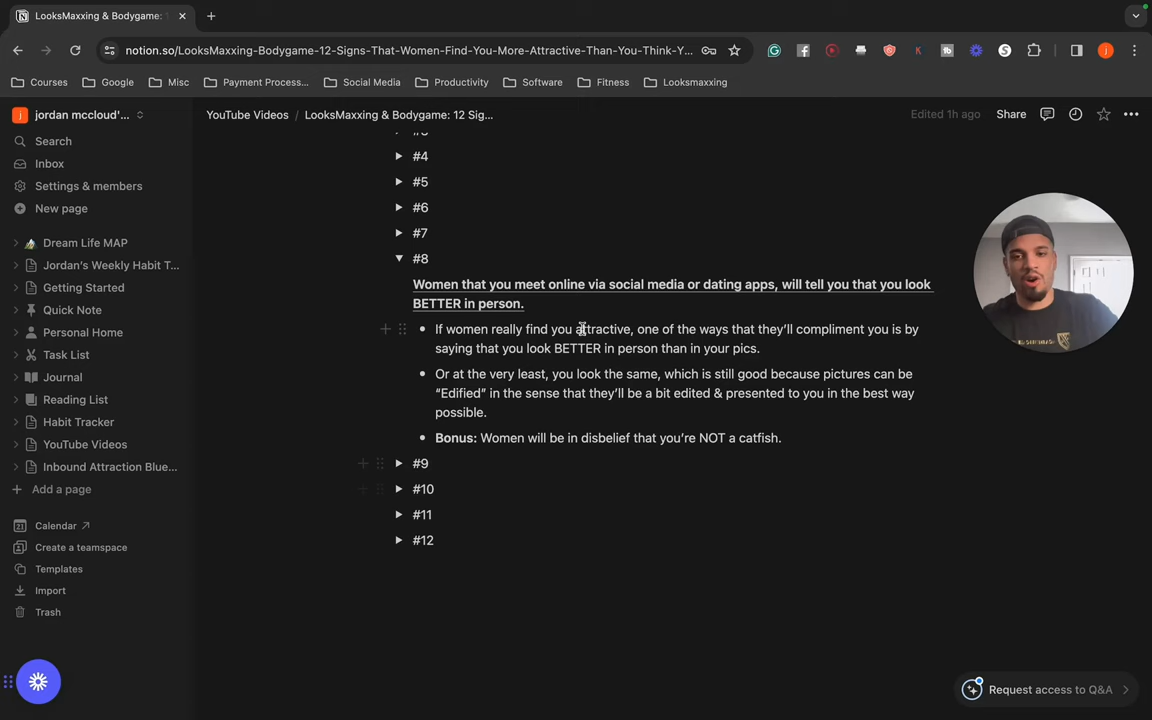 LooksMaxxing & Bodygame:
notion.so/LooksMaxxing-Bodygame-12-Signs-That-Women-Find-You-More-Attractive-Than-You-Think-Y...
Courses
Google
Misc
Payment Process...
Social Media
Productivity
Software
Fitness
Looksmaxxing
jordan mccloud'...
YouTube Videos / LooksMaxxing & Bodygame: 12 Sig...
Edited 1h ago
Share
Search
Inbox
Settings & members
New page
Dream Life MAP
Jordan's Weekly Habit T...
Getting Started
Quick Note
Personal Home
Task List
Journal
Reading List
Habit Tracker
YouTube Videos
Inbound Attraction Blue...
Add a page
Calendar ↗
Create a teamspace
Templates
Import
Trash
#4
#5
#6
#7
#8
Women that you meet online via social media or dating apps, will tell you that you look
BETTER in person.
If women really find you attractive, one of the ways that they'll compliment you is by
saying that you look BETTER in person than in your pics.
Or at the very least, you look the same, which is still good because pictures can be
“Edified” in the sense that they'll be a bit edited & presented to you in the best way
possible.
Bonus: Women will be in disbelief that you're NOT a catfish.
#9
#10
#11
#12
Request access to Q&A